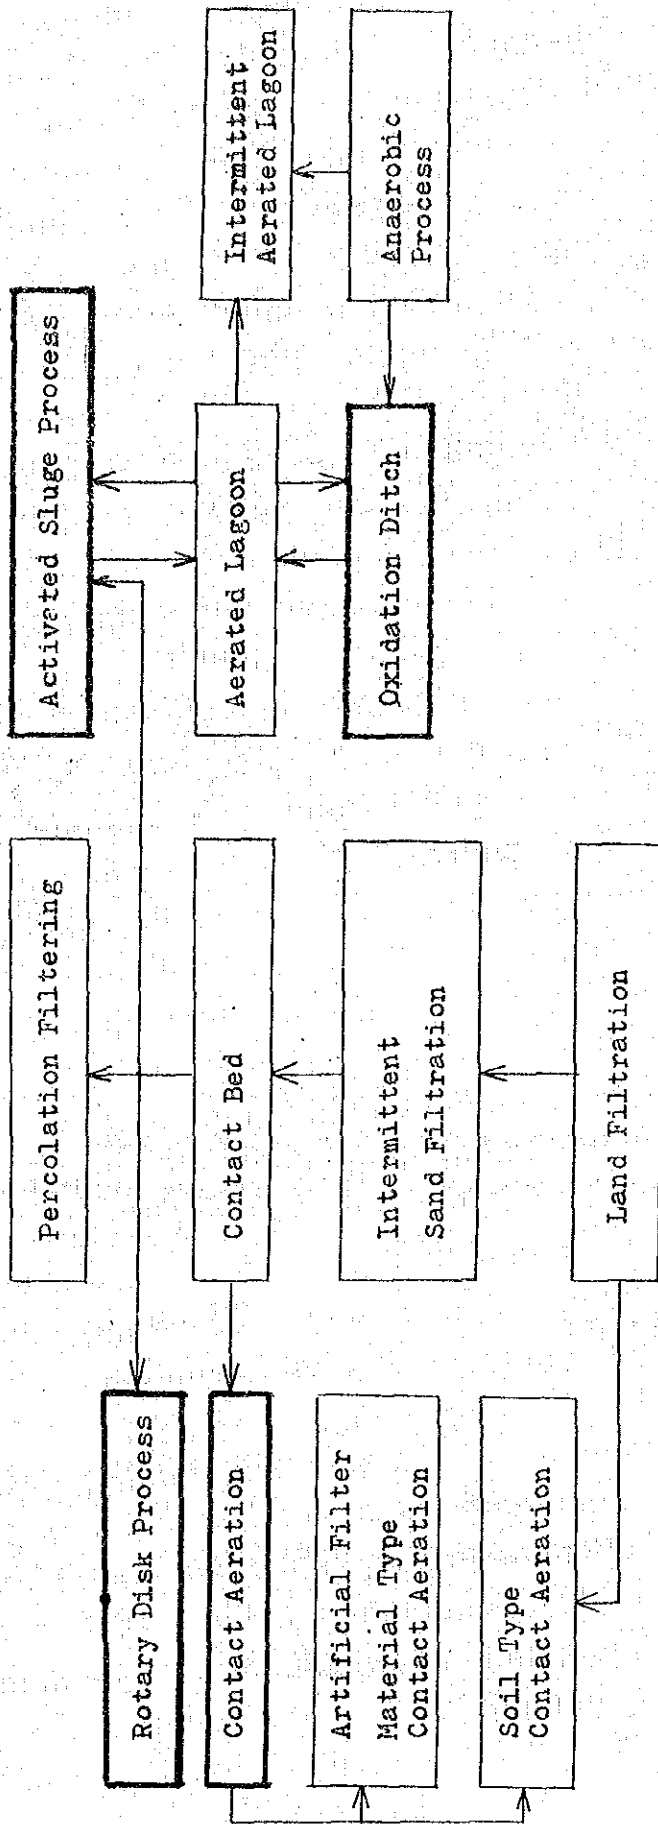 Rotary Disk Process
Contact Aeration
Artificial Filter
Material Type
Contact Aeration
Soil Type
Contact Aeration
Percolation Filtering
Contact Bed
Intermittent
Sand Filtration
Land Filtration
Activated Sluge Process
Aerated Lagoon
Oxidation Ditch
Intermittent
Aerated Lagoon
Anaerobic
Process